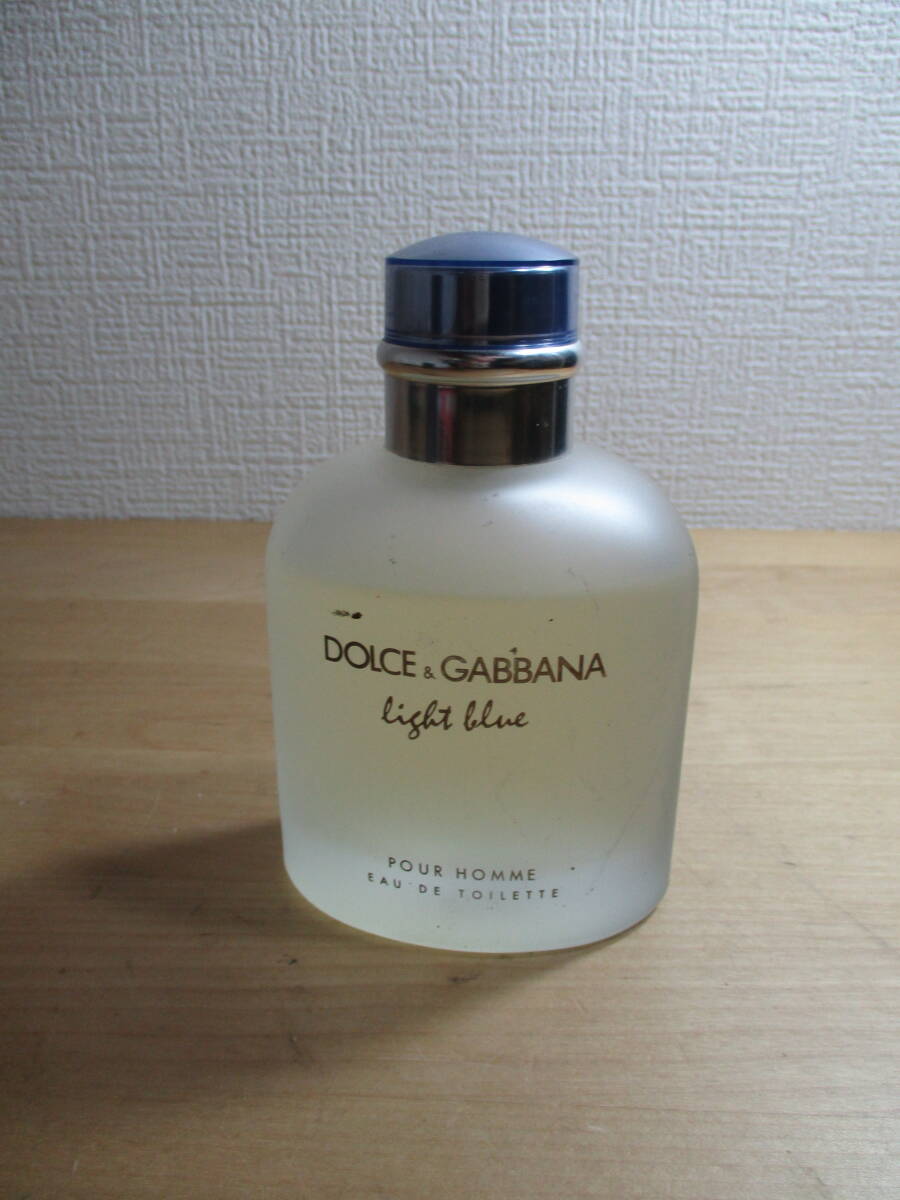 DOLCE & GABBANA
light blue
POUR HOMME
EAU DE TOILETTE